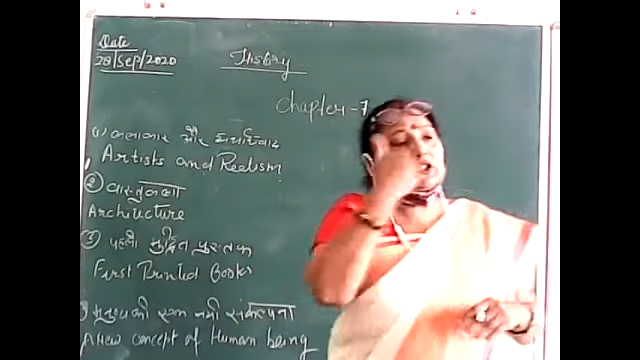 Date
28/Sep/2020
History
Chapter - 7
१) कलाकार और यथार्थवाद
Artists and Realism
② वास्तुकला
Architecture
③ पहली मुद्रित पुस्तक
First Printed Books
मनुष्य की एक नयी संकल्पना
A New concept of Human being